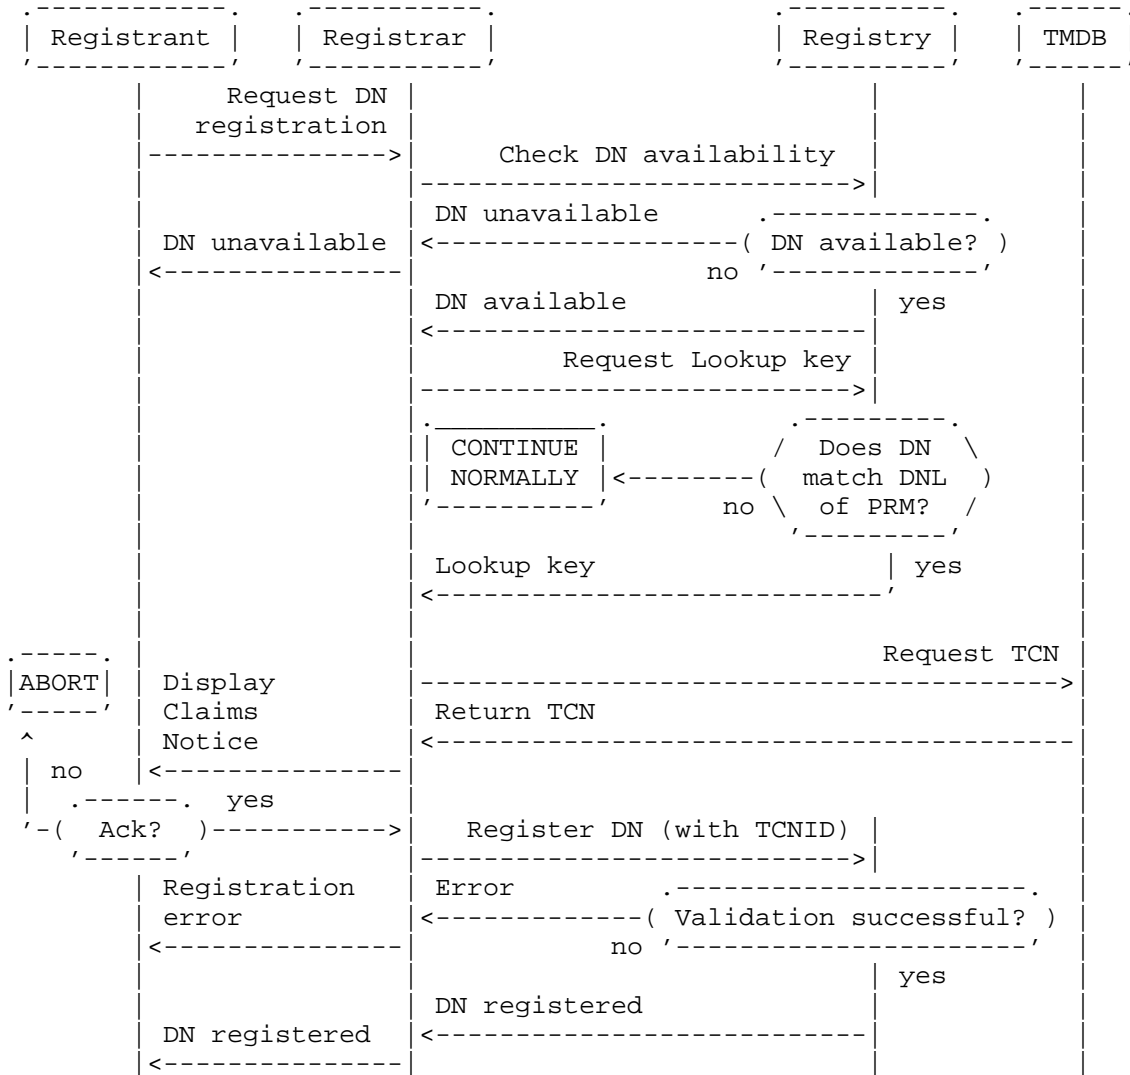 Registrant Registrar Registry TMDB
Request DN
registration
Check DN availability
DN unavailable
DN unavailable DN available?
no
DN available yes
Request Lookup key
CONTINUE Does DN
NORMALLY match DNL
no of PRM?
Lookup key yes
Request TCN
ABORT Display
Claims Return TCN
Notice
no
yes
Ack? Register DN (with TCNID)
Registration Error
error Validation successful?
no
yes
DN registered
DN registered